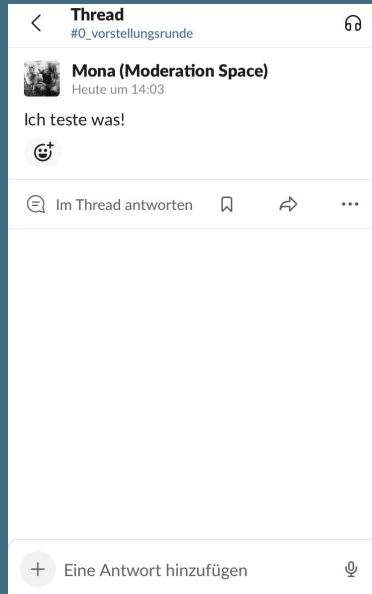 Thread
#0_vorstellungsrunde
Mona (Moderation Space)
Heute um 14:03
Ich teste was!
Im Thread antworten
Eine Antwort hinzufügen